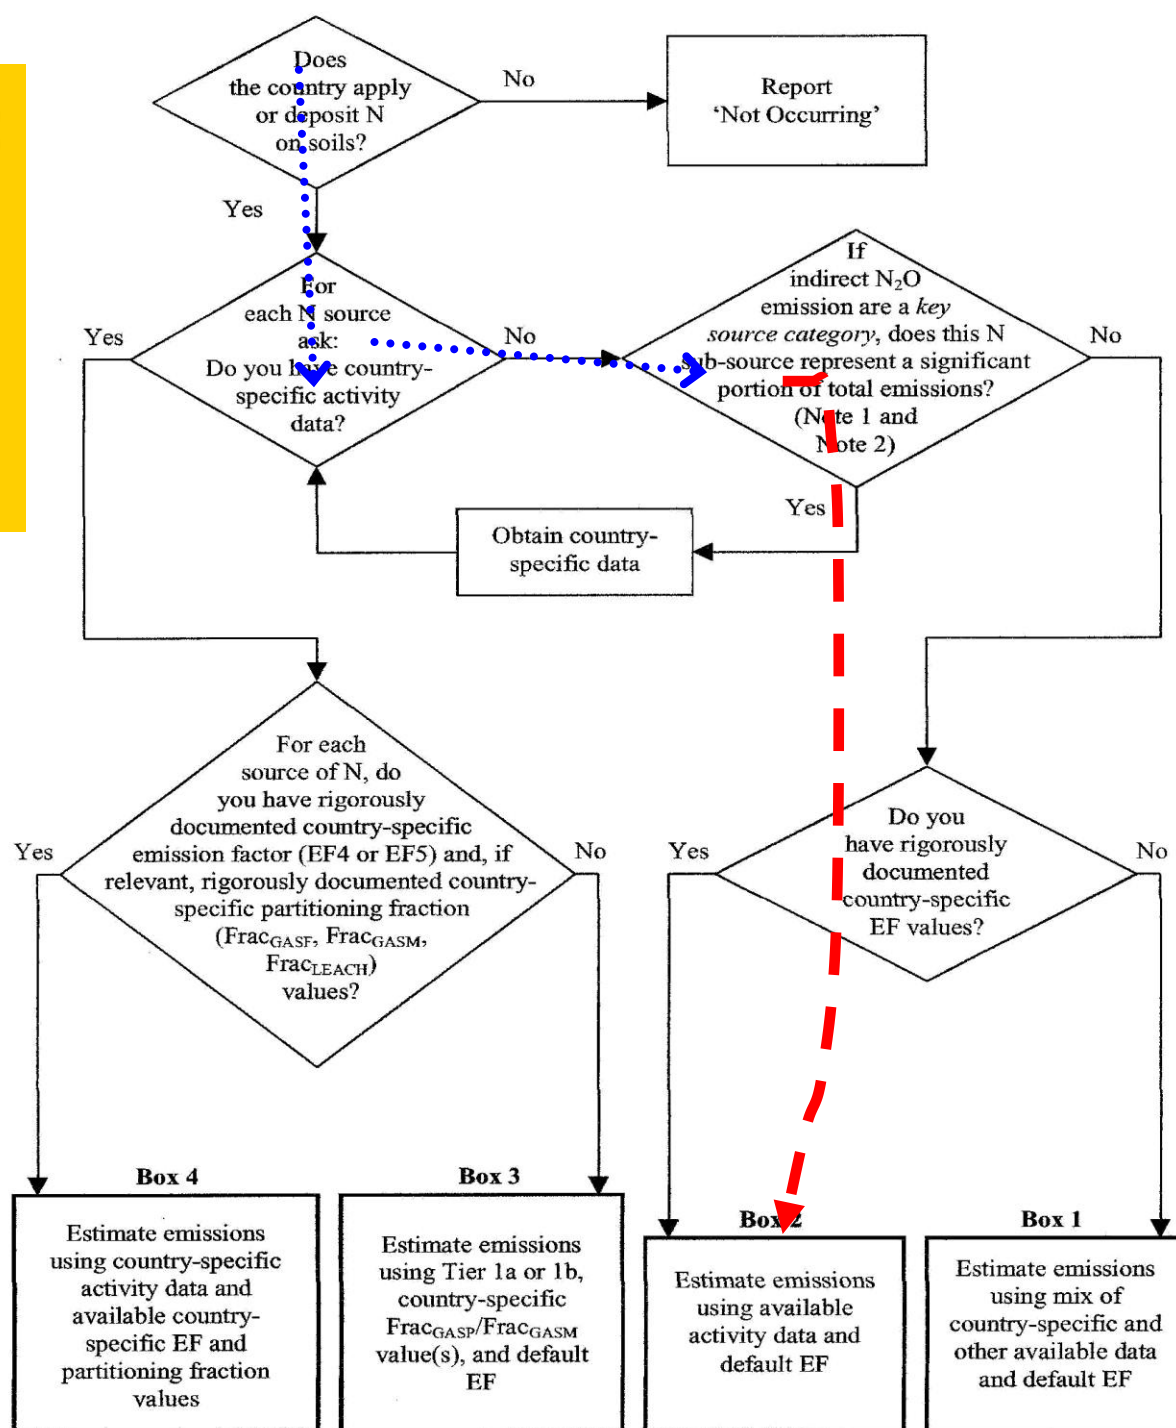 Does
the country apply
or deposit N
on soils?
No
Report
‘Not Occurring’
Yes
For
each N source
ask:
Do you have country-
specific activity
data?
Yes
No
If
indirect N₂O
emission are a key
source category, does this N
sub-source represent a significant
portion of total emissions?
(Note 1 and
Note 2)
No
Yes
Obtain country-
specific data
For each
source of N, do
you have rigorously
documented country-specific
emission factor (EF4 or EF5) and, if
relevant, rigorously documented country-
specific partitioning fraction
(FracGASF, FracGASM,
FracLEACH)
values?
Yes
No
Do you
have rigorously
documented
country-specific
EF values?
Yes
No
Box 4
Estimate emissions
using country-specific
activity data and
available country-
specific EF and
partitioning fraction
values
Box 3
Estimate emissions
using Tier 1a or 1b,
country-specific
FracGASP/FracGASM
value(s), and default
EF
Box 2
Estimate emissions
using available
activity data and
default EF
Box 1
Estimate emissions
using mix of
country-specific and
other available data
and default EF